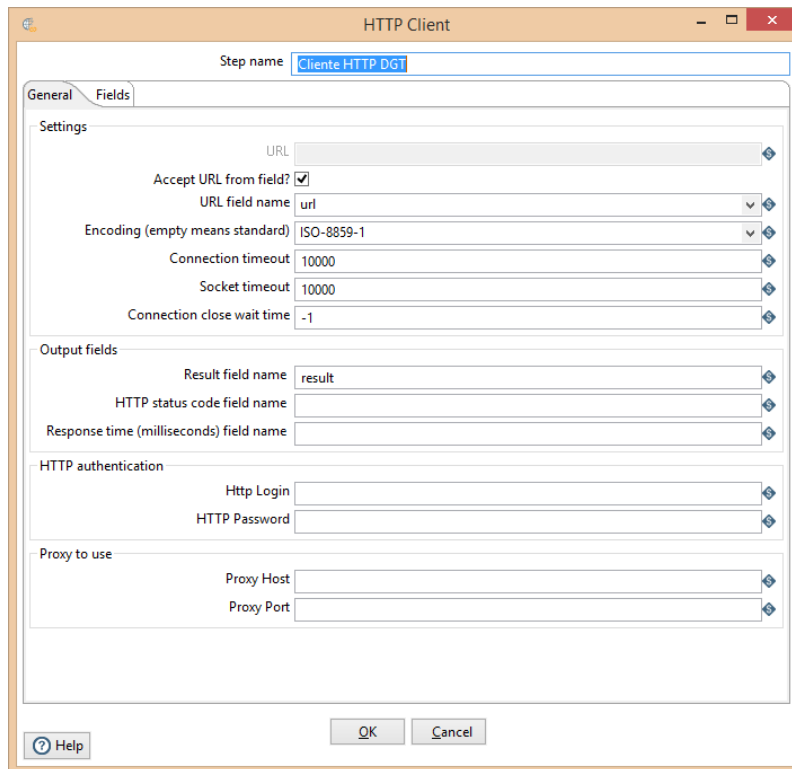 HTTP Client
Step name Cliente HTTP DGT
General Fields
Settings
URL
Accept URL from field?
URL field name url
Encoding (empty means standard) ISO-8859-1
Connection timeout 10000
Socket timeout 10000
Connection close wait time -1
Output fields
Result field name result
HTTP status code field name
Response time (milliseconds) field name
HTTP authentication
Http Login
HTTP Password
Proxy to use
Proxy Host
Proxy Port
OK Cancel
Help